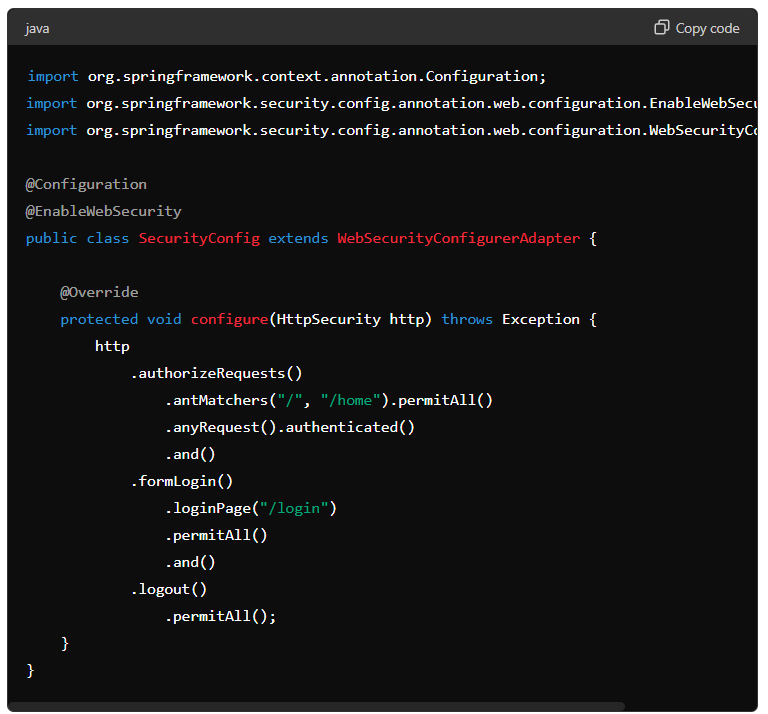 java
Copy code
import org.springframework.context.annotation.Configuration;
import org.springframework.security.config.annotation.web.configuration.EnableWebSecu
import org.springframework.security.config.annotation.web.configuration.WebSecurityCo
@Configuration
@EnableWebSecurity
public class SecurityConfig extends WebSecurityConfigurerAdapter {
    @Override
    protected void configure(HttpSecurity http) throws Exception {
        http
            .authorizeRequests()
                .antMatchers("/", "/home").permitAll()
                .anyRequest().authenticated()
                .and()
            .formLogin()
                .loginPage("/login")
                .permitAll()
                .and()
            .logout()
                .permitAll();
    }
}